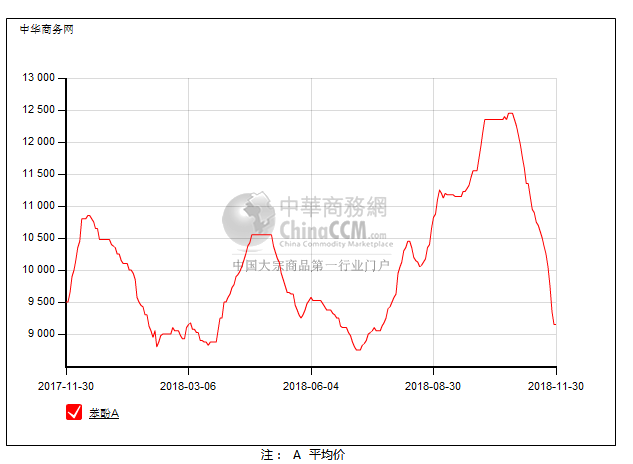 中华商务网
13 000
12 500
12 000
11 500
11 000
10 500
10 000
9 500
9 000
中華商務網
ChinaCCM.com
China Commodity Marketplace
中国大宗商品第一行业门户
2017-11-30
2018-03-06
2018-06-04
2018-08-30
2018-11-30
苯酚A
注： A 平均价